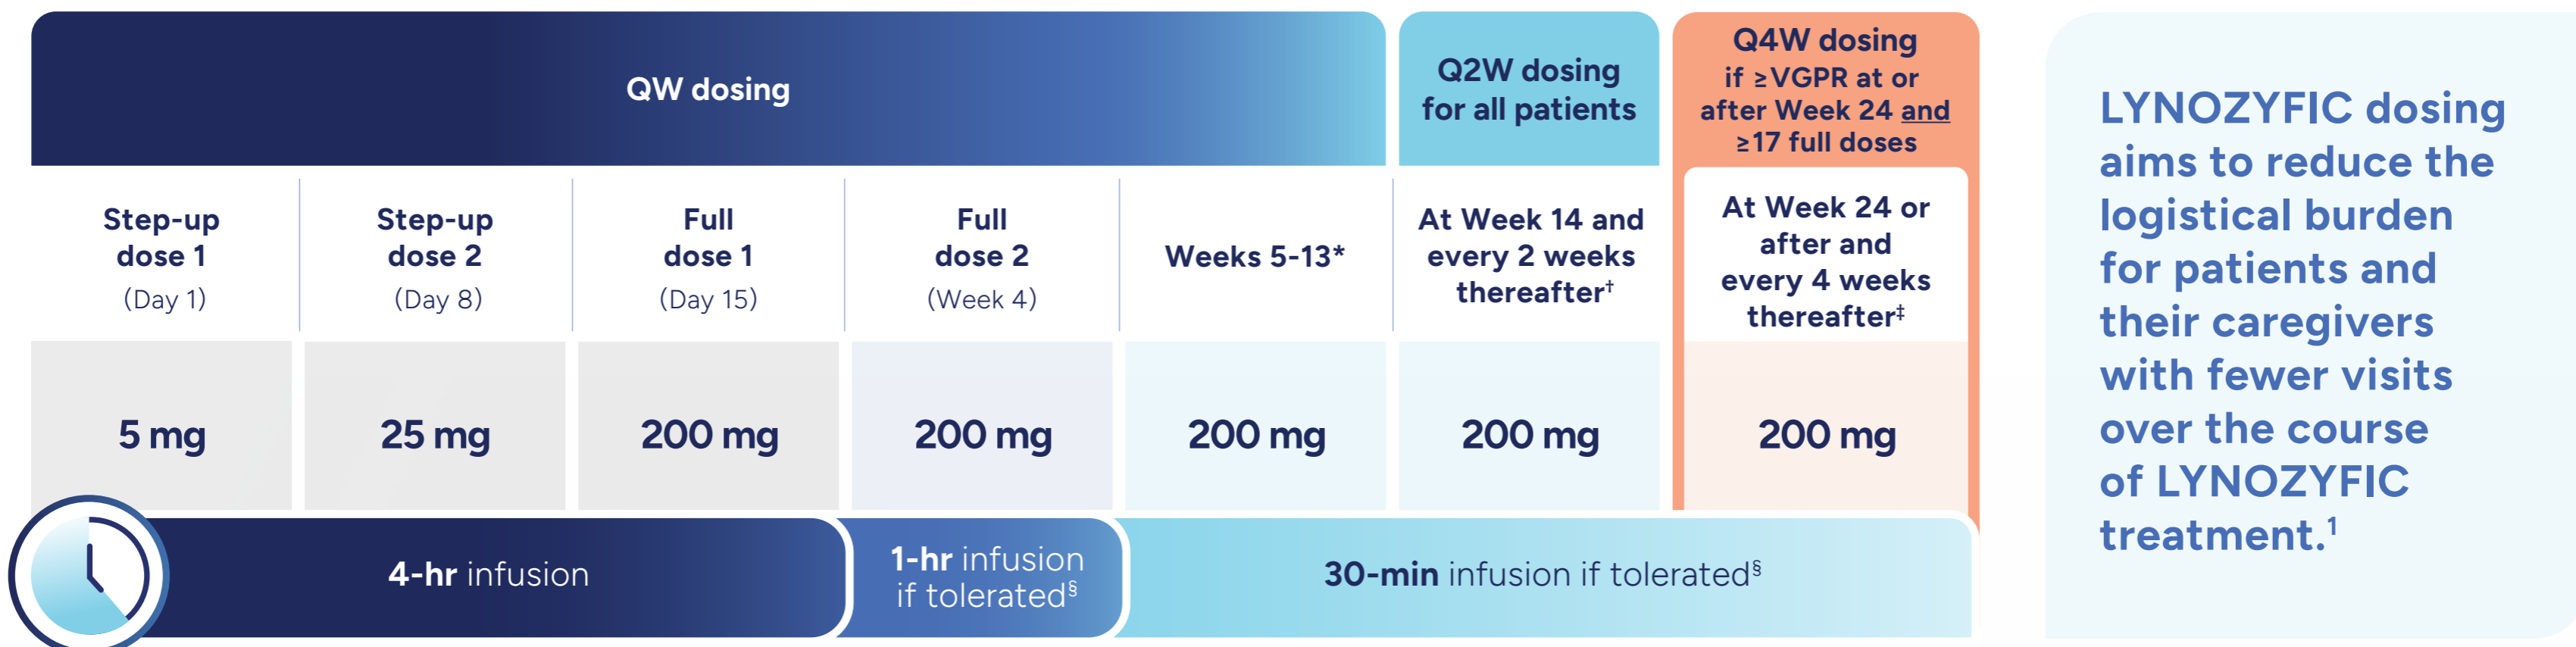 QW dosing
Q2W dosing
for all patients
Q4W dosing
if ≥VGPR at or
after Week 24 and
≥17 full doses
Step-up
dose 1
(Day 1)
Step-up
dose 2
(Day 8)
Full
dose 1
(Day 15)
Full
dose 2
(Week 4)
Weeks 5-13*
At Week 14 and
every 2 weeks
thereafter†
At Week 24 or
after and
every 4 weeks
thereafter‡
5 mg
25 mg
200 mg
200 mg
200 mg
200 mg
200 mg
4-hr infusion
1-hr infusion
if tolerated§
30-min infusion if tolerated§
LYNOZYFIC dosing
aims to reduce the
logistical burden
for patients and
their caregivers
with fewer visits
over the course
of LYNOZYFIC
treatment.1